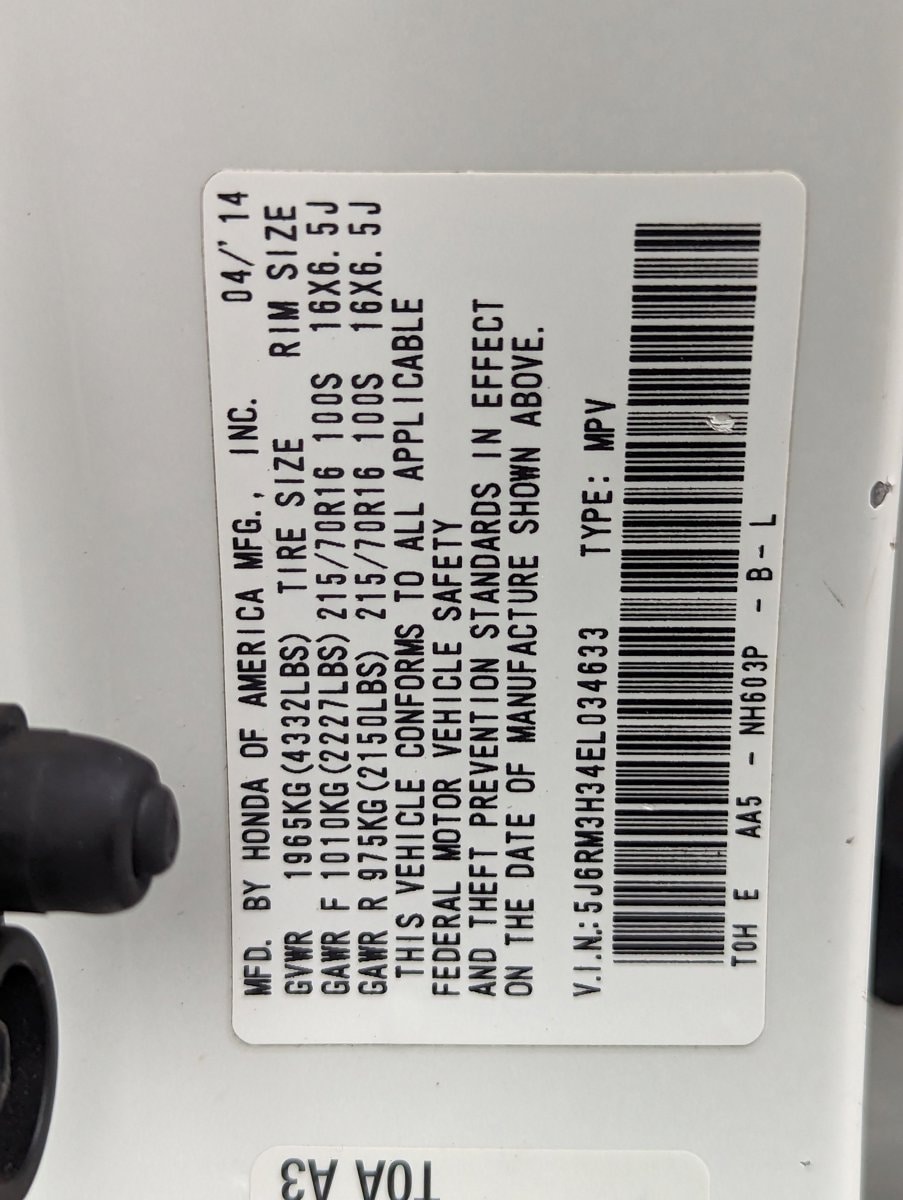 MFD. BY HONDA OF AMERICA MFG., INC. 04/'14
GVWR 1965KG(4332LBS) TIRE SIZE RIM SIZE
GAWR F 1010KG(2227LBS) 215/70R16 100S 16X6.5J
GAWR R 975KG(2150LBS) 215/70R16 100S 16X6.5J
THIS VEHICLE CONFORMS TO ALL APPLICABLE
FEDERAL MOTOR VEHICLE SAFETY
AND THEFT PREVENTION STANDARDS IN EFFECT
ON THE DATE OF MANUFACTURE SHOWN ABOVE.
V.I.N.: 5J6RM3H34EL034633 TYPE: MPV
T0H E AA5 - NH603P - B- L
T0A A3